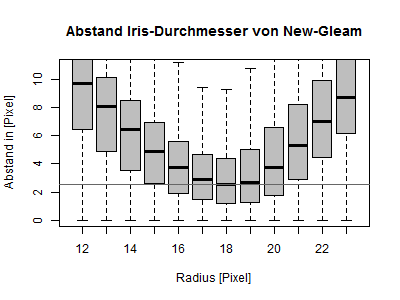 Abstand Iris-Durchmesser von New-Gleam
Abstand in [Pixel]
10
8
6
4
2
0
12 14 16 18 20 22
Radius [Pixel]